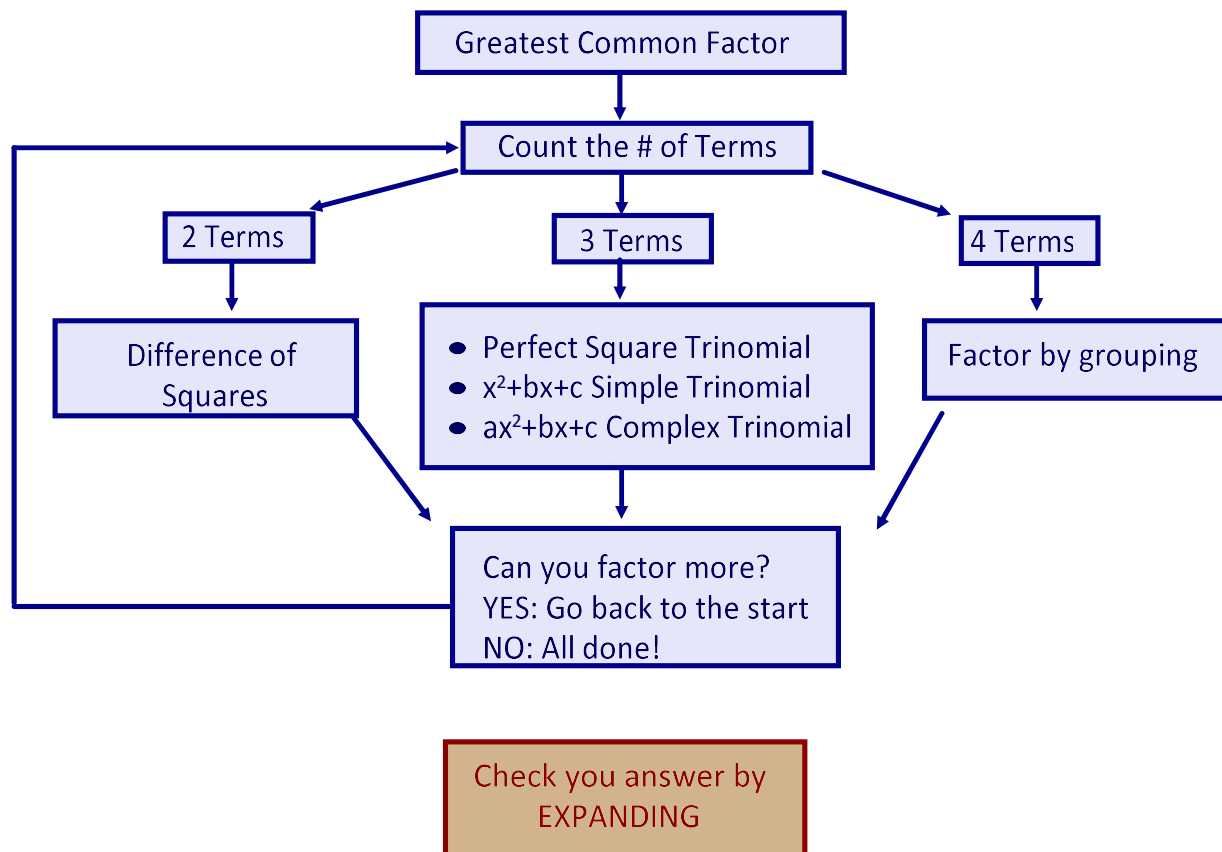 Greatest Common Factor
Count the # of Terms
2 Terms
3 Terms
4 Terms
Difference of
Squares
• Perfect Square Trinomial
• x²+bx+c Simple Trinomial
• ax²+bx+c Complex Trinomial
Factor by grouping
Can you factor more?
YES: Go back to the start
NO: All done!
Check you answer by
EXPANDING